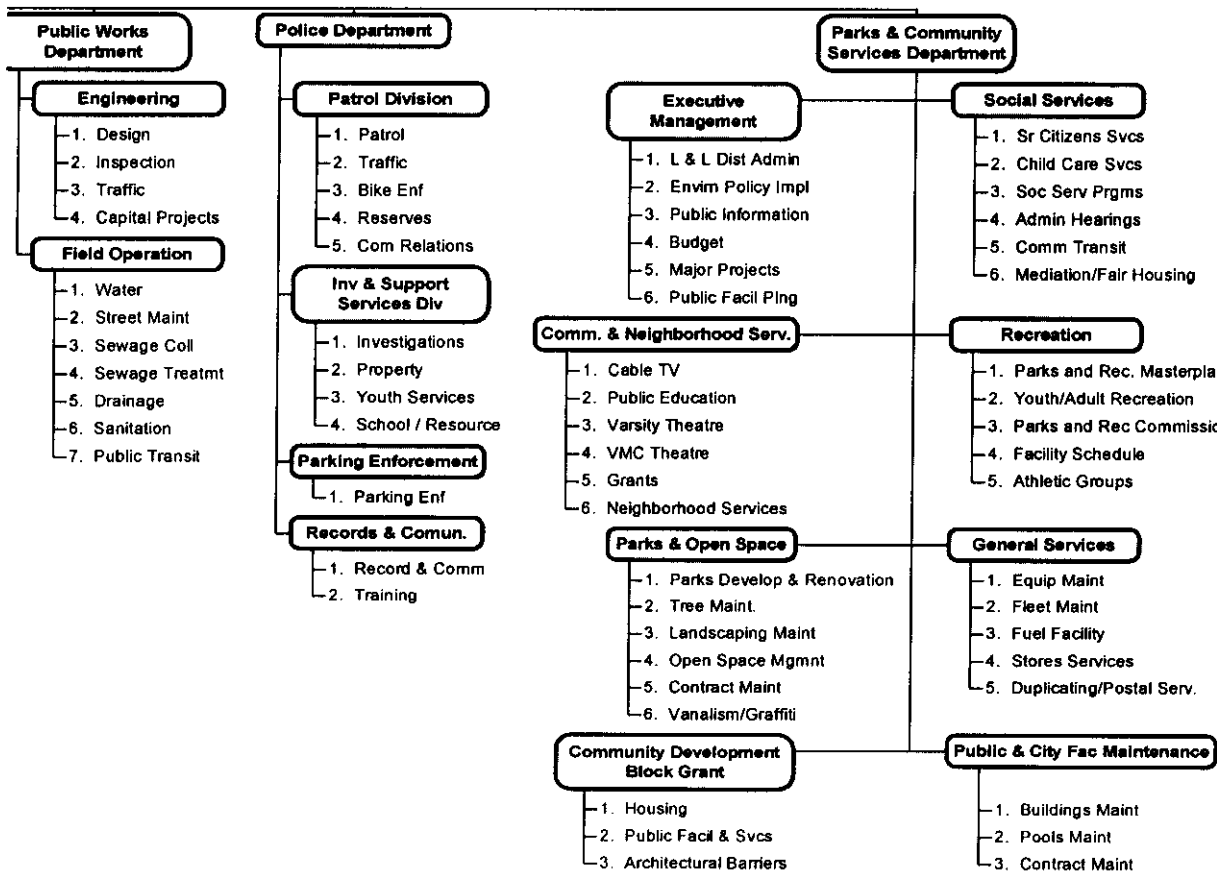 Public Works
Department
Engineering
1. Design
2. Inspection
3. Traffic
4. Capital Projects
Field Operation
1. Water
2. Street Maint
3. Sewage Coll
4. Sewage Treatmt
5. Drainage
6. Sanitation
7. Public Transit
Police Department
Patrol Division
1. Patrol
2. Traffic
3. Bike Enf
4. Reserves
5. Com Relations
Inv & Support
Services Div
1. Investigations
2. Property
3. Youth Services
4. School / Resource
Parking Enforcement
1. Parking Enf
Records & Comun.
1. Record & Comm
2. Training
Parks & Community
Services Department
Executive
Management
1. L & L Dist Admin
2. Envirn Policy Impl
3. Public Information
4. Budget
5. Major Projects
6. Public Facil Plng
Social Services
1. Sr Citizens Svcs
2. Child Care Svcs
3. Soc Serv Prgms
4. Admin Hearings
5. Comm Transit
6. Mediation/Fair Housing
Comm. & Neighborhood Serv.
1. Cable TV
2. Public Education
3. Varsity Theatre
4. VMC Theatre
5. Grants
6. Neighborhood Services
Recreation
1. Parks and Rec. Masterpla
2. Youth/Adult Recreation
3. Parks and Rec Commissio
4. Facility Schedule
5. Athletic Groups
Parks & Open Space
1. Parks Develop & Renovation
2. Tree Maint.
3. Landscaping Maint
4. Open Space Mgmnt
5. Contract Maint
6. Vanalism/Graffiti
General Services
1. Equip Maint
2. Fleet Maint
3. Fuel Facility
4. Stores Services
5. Duplicating/Postal Serv.
Community Development
Block Grant
1. Housing
2. Public Facil & Svcs
3. Architectural Barriers
Public & City Fac Maintenance
1. Buildings Maint
2. Pools Maint
3. Contract Maint